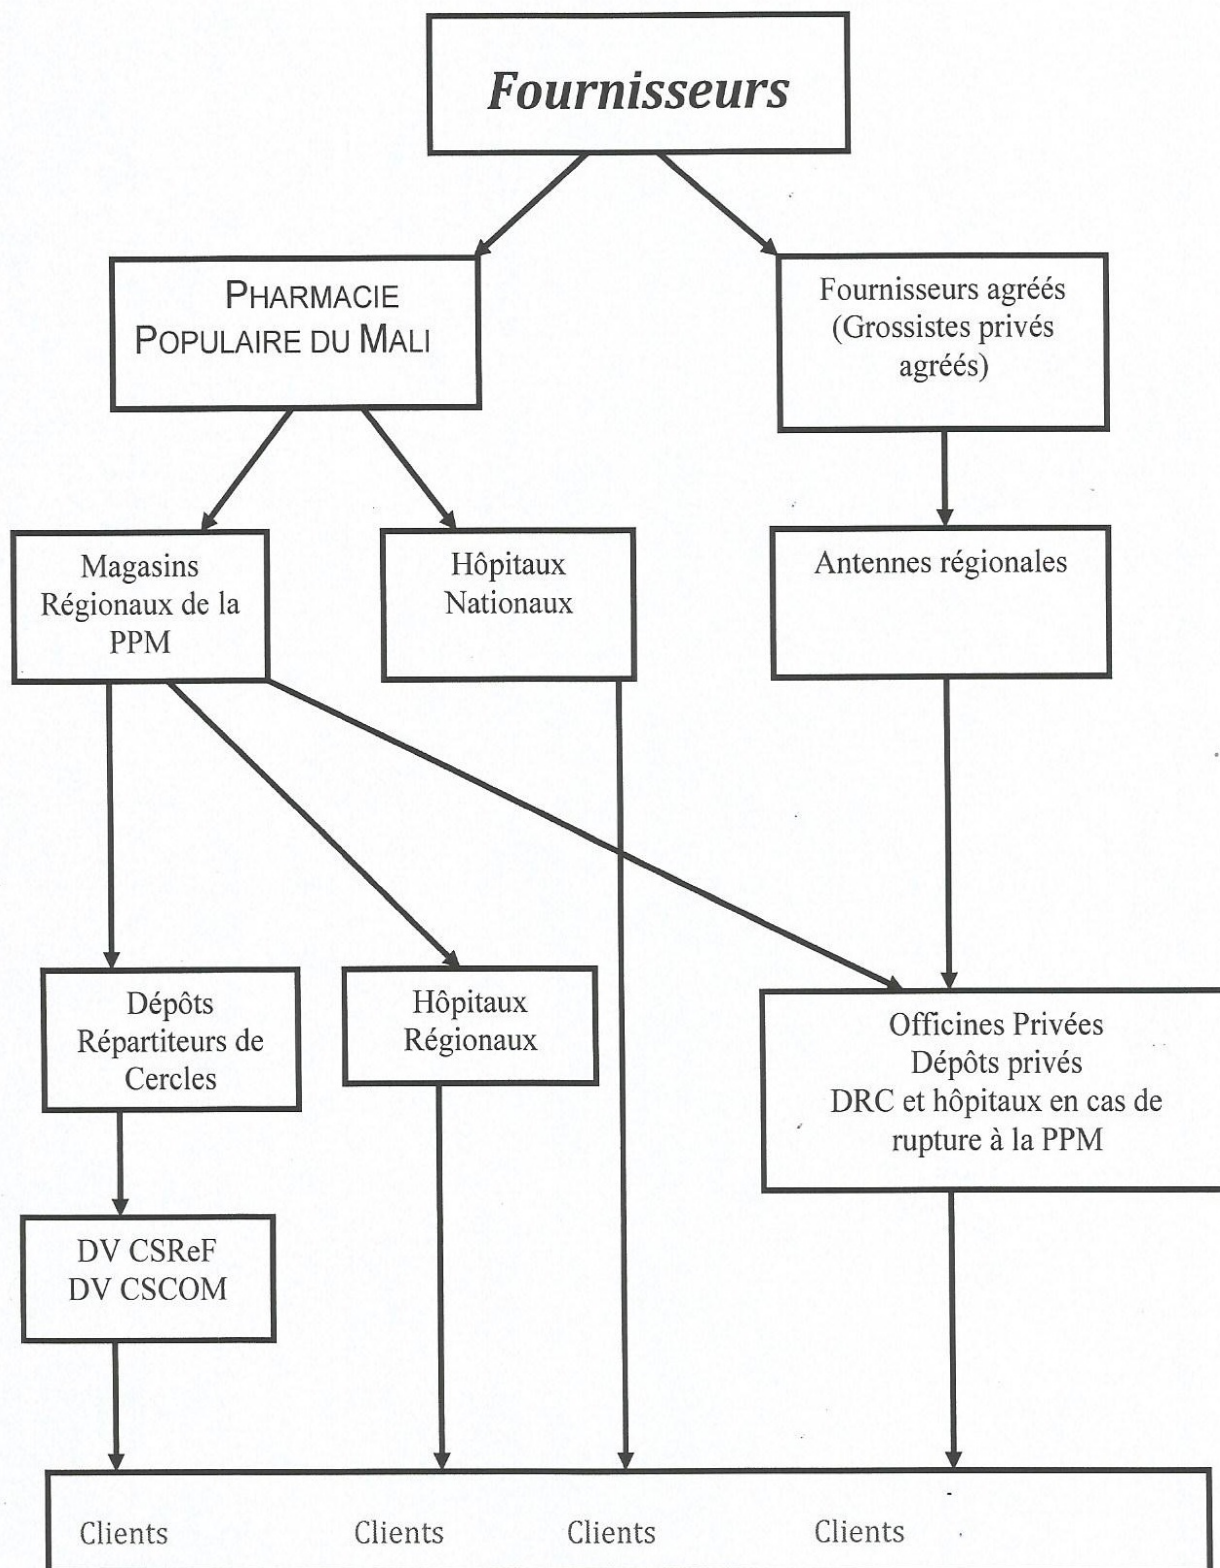 Fournisseurs
PHARMACIE
POPULAIRE DU MALI
Fournisseurs agréés
(Grossistes privés
agréés)
Magasins
Régionaux de la
PPM
Hôpitaux
Nationaux
Antennes régionales
Dépôts
Répartiteurs de
Cercles
Hôpitaux
Régionaux
Officines Privées
Dépôts privés
DRC et hôpitaux en cas de
rupture à la PPM
DV CSReF
DV CSCOM
Clients Clients Clients Clients